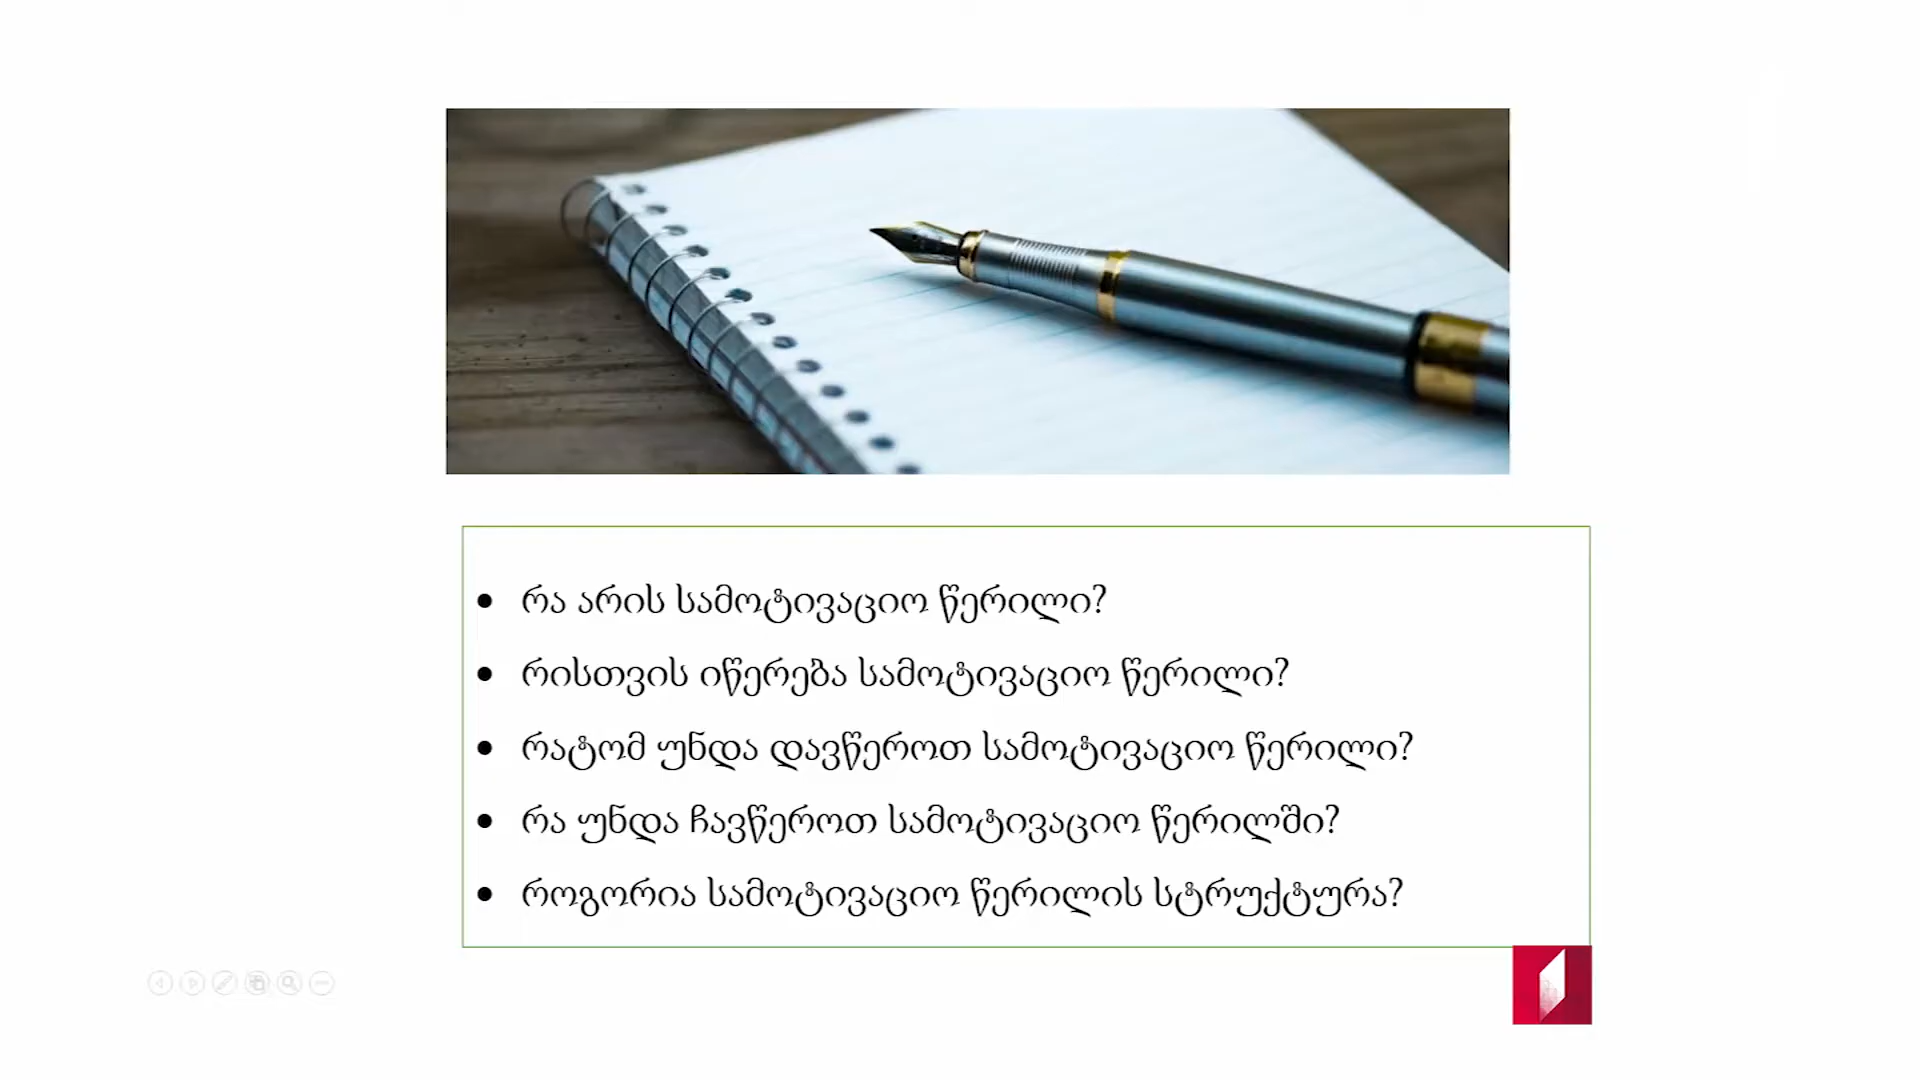 • რა არის სამოტივაციო წერილი?
• რისთვის იწერება სამოტივაციო წერილი?
• რატომ უნდა დავწეროთ სამოტივაციო წერილი?
• რა უნდა ჩავწეროთ სამოტივაციო წერილში?
• როგორია სამოტივაციო წერილის სტრუქტურა?